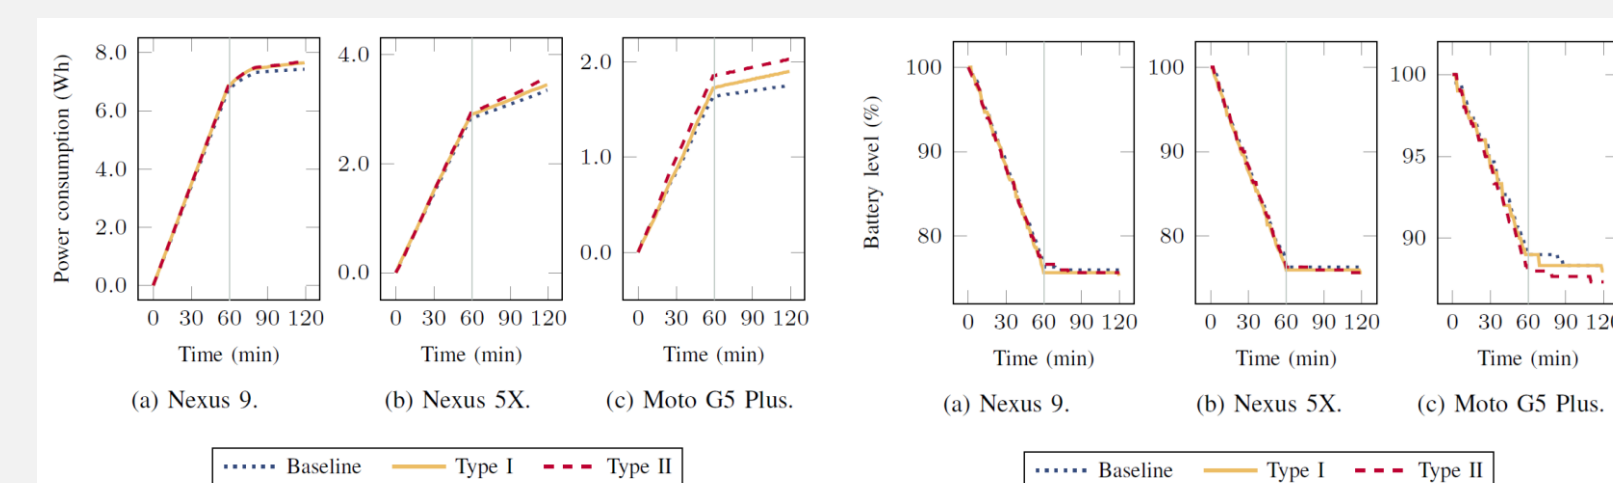 Power consumption (Wh)
8.0
6.0
4.0
2.0
0.0
0 30 60 90 120
Time (min)
(a) Nexus 9.
4.0
2.0
0.0
0 30 60 90 120
Time (min)
(b) Nexus 5X.
2.0
1.0
0.0
0 30 60 90 120
Time (min)
(c) Moto G5 Plus.
Baseline Type I Type II
Battery level (%)
100
90
80
0 30 60 90 120
Time (min)
(a) Nexus 9.
100
90
80
0 30 60 90 120
Time (min)
(b) Nexus 5X.
100
95
90
0 30 60 90
Time (min)
(c) Moto G5 Plus.
Baseline Type I Type II